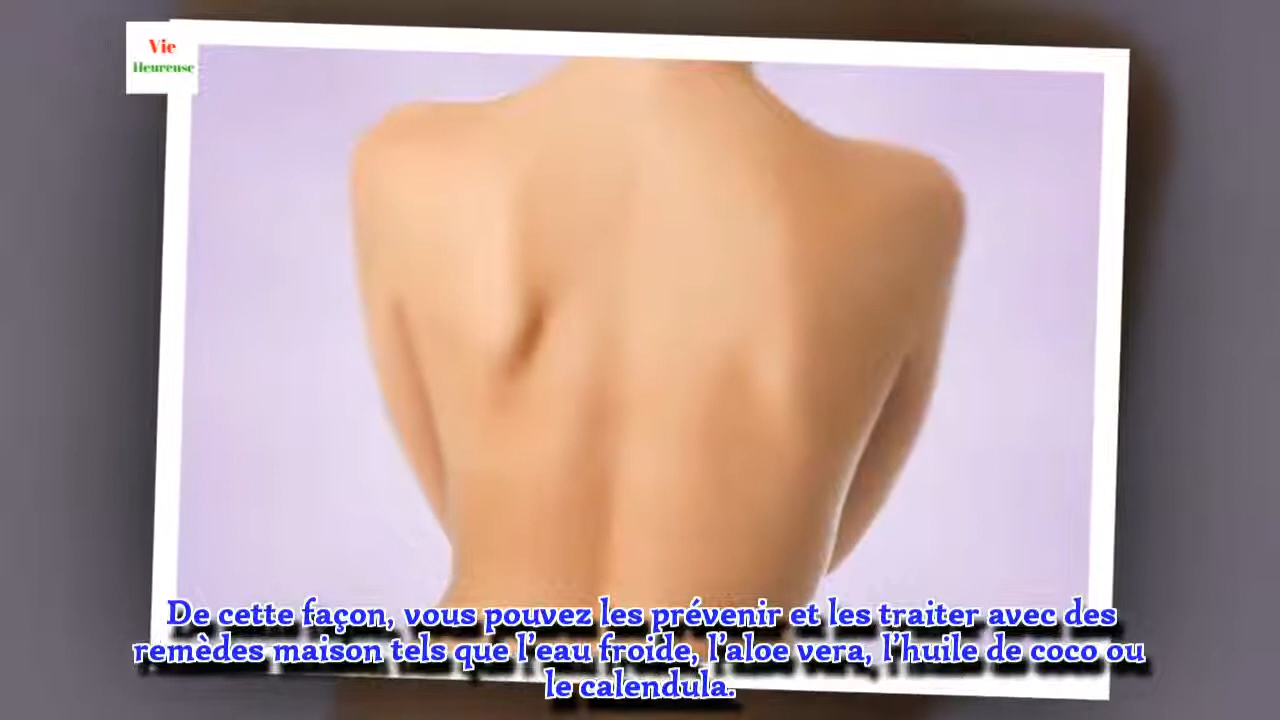 Vie
Heureuse
De cette façon, vous pouvez les prévenir et les traiter avec des
remèdes maison tels que l'eau froide, l'aloe vera, l'huile de coco ou
le calendula.